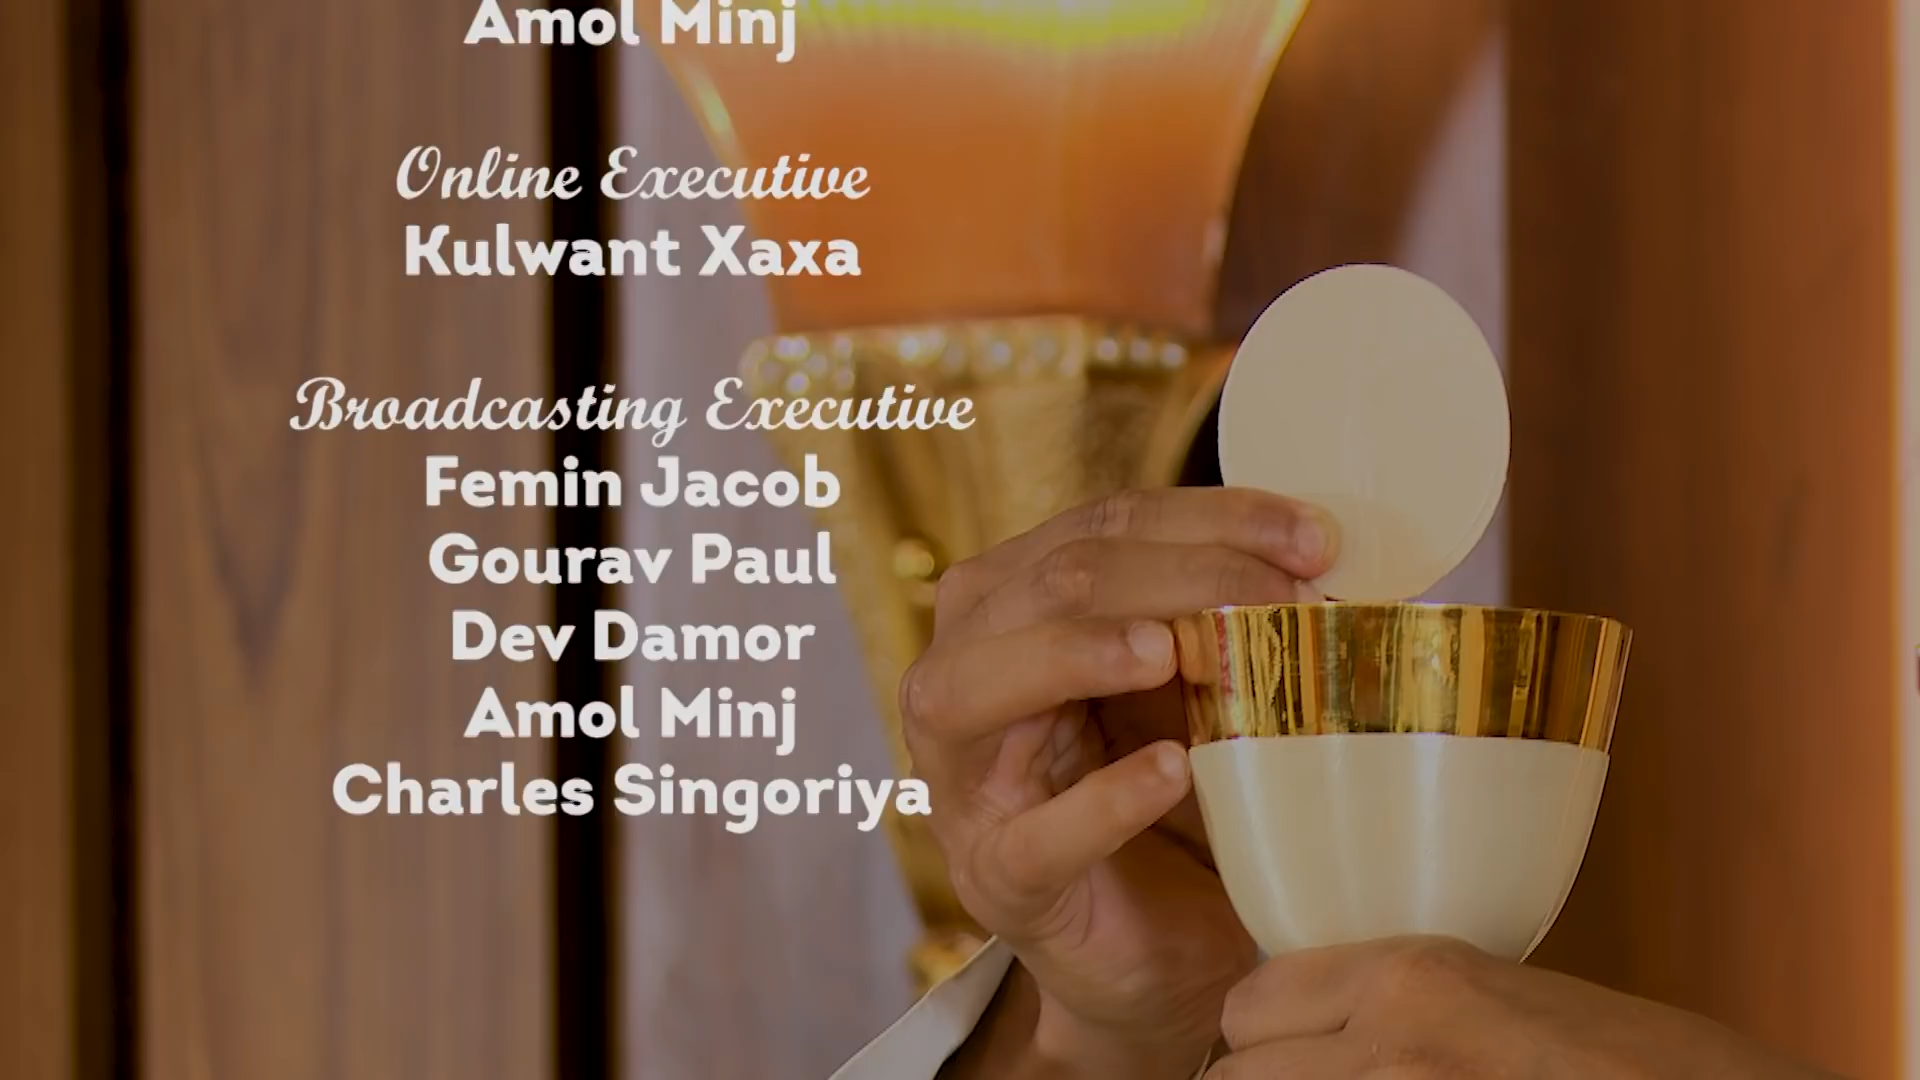 Amol Minj
Online Executive
Kulwant Xaxa
Broadcasting Executive
Femin Jacob
Gourav Paul
Dev Damor
Amol Minj
Charles Singoriya